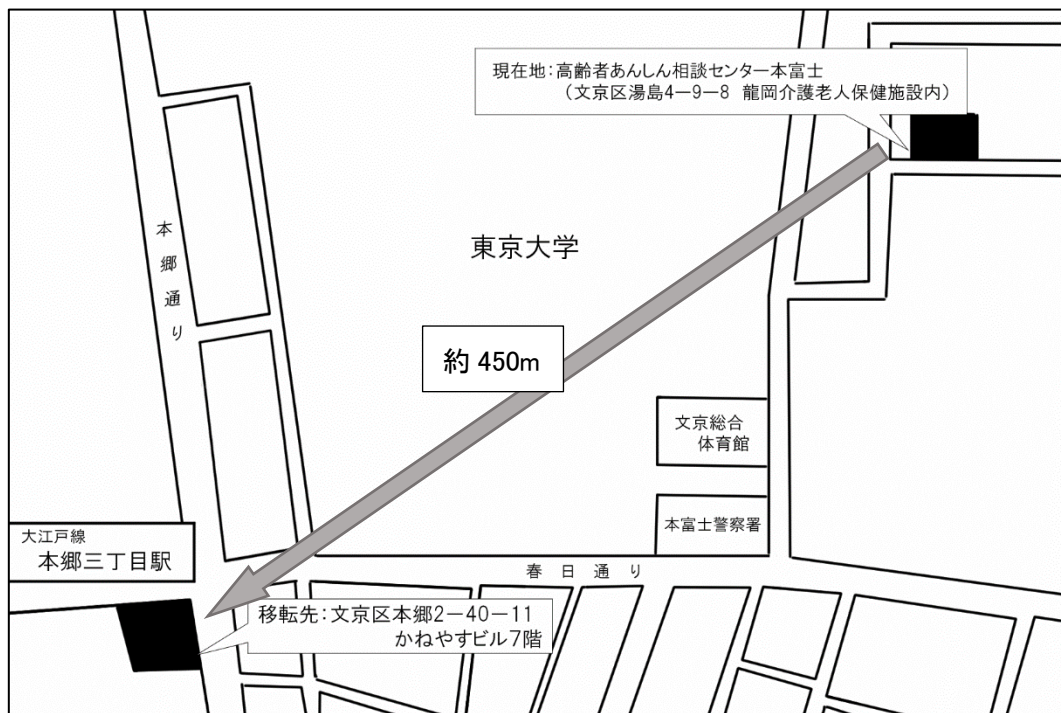 現在地：高齢者あんしん相談センター本富士
（文京区湯島4－9－8 龍岡介護老人保健施設内）
本郷通り
東京大学
約 450m
文京総合
体育館
本富士警察署
大江戸線
本郷三丁目駅
春日通り
移転先：文京区本郷2－40－11
かねやすビル7階